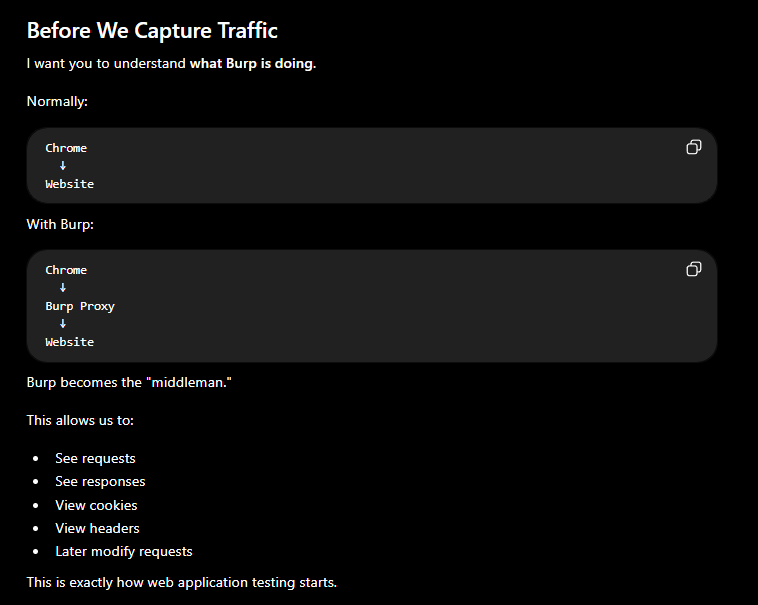 Before We Capture Traffic
I want you to understand what Burp is doing.
Normally:
Chrome
↓
Website
With Burp:
Chrome
↓
Burp Proxy
↓
Website
Burp becomes the "middleman."
This allows us to:
• See requests
• See responses
• View cookies
• View headers
• Later modify requests
This is exactly how web application testing starts.